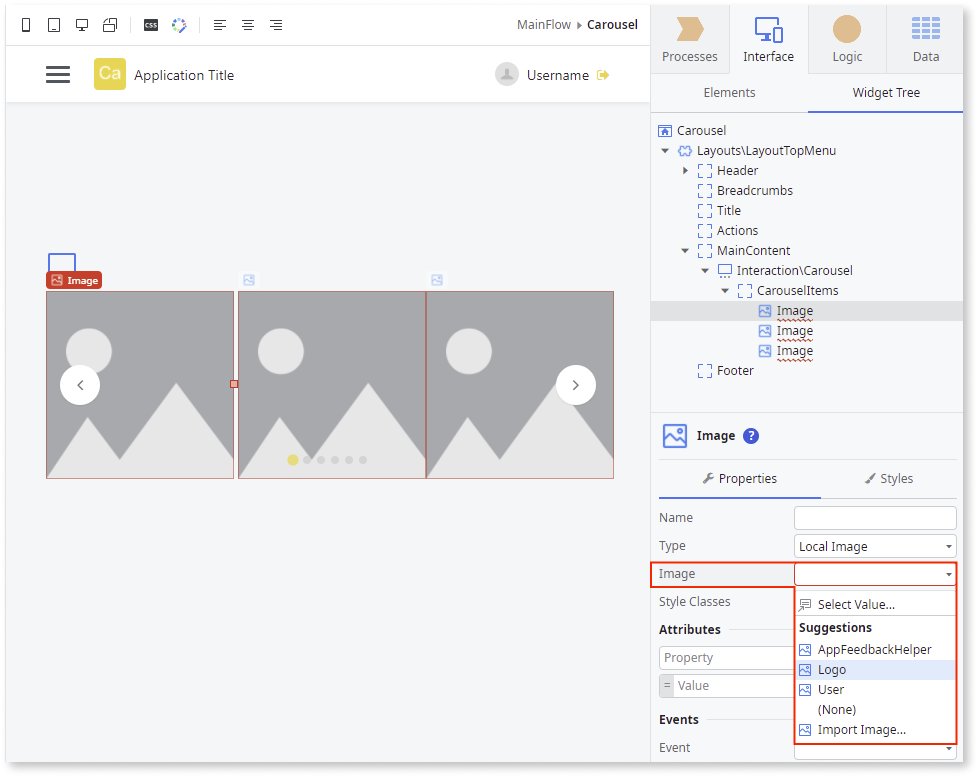 CSS
MainFlow ▸ Carousel
Ca Application Title
Username
Image
Processes
Interface
Logic
Data
Elements
Widget Tree
Carousel
Layouts\LayoutTopMenu
Header
Breadcrumbs
Title
Actions
MainContent
Interaction\Carousel
CarouselItems
Image
Image
Image
Footer
Image ?
Properties
Styles
Name
Type Local Image
Image
Select Value...
Suggestions
AppFeedbackHelper
Logo
User
(None)
Import Image...
Style Classes
Attributes
Property
= Value
Events
Event